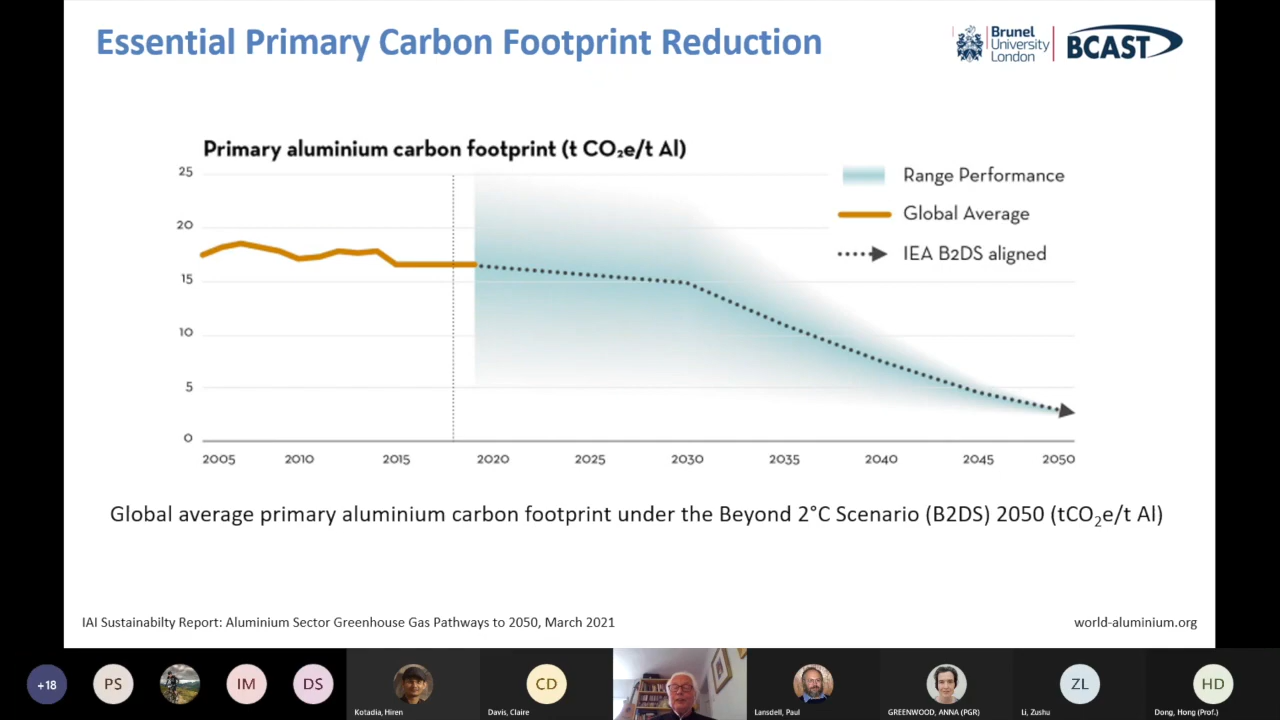 Essential Primary Carbon Footprint Reduction
Brunel
University
London
BCAST
Primary aluminium carbon footprint (t CO₂e/t Al)
25
20
15
10
5
0
Range Performance
Global Average
IEA B2DS aligned
2005 2010 2015 2020 2025 2030 2035 2040 2045 2050
Global average primary aluminium carbon footprint under the Beyond 2°C Scenario (B2DS) 2050 (tCO₂e/t Al)
IAI Sustainabilty Report: Aluminium Sector Greenhouse Gas Pathways to 2050, March 2021
world-aluminium.org
+18 PS IM DS CD ZL HD
Kotadia, Hiren Davis, Claire Lansdell, Paul GREENWOOD, ANNA (PGR) Li, Zushu Dong, Hong (Prof.)